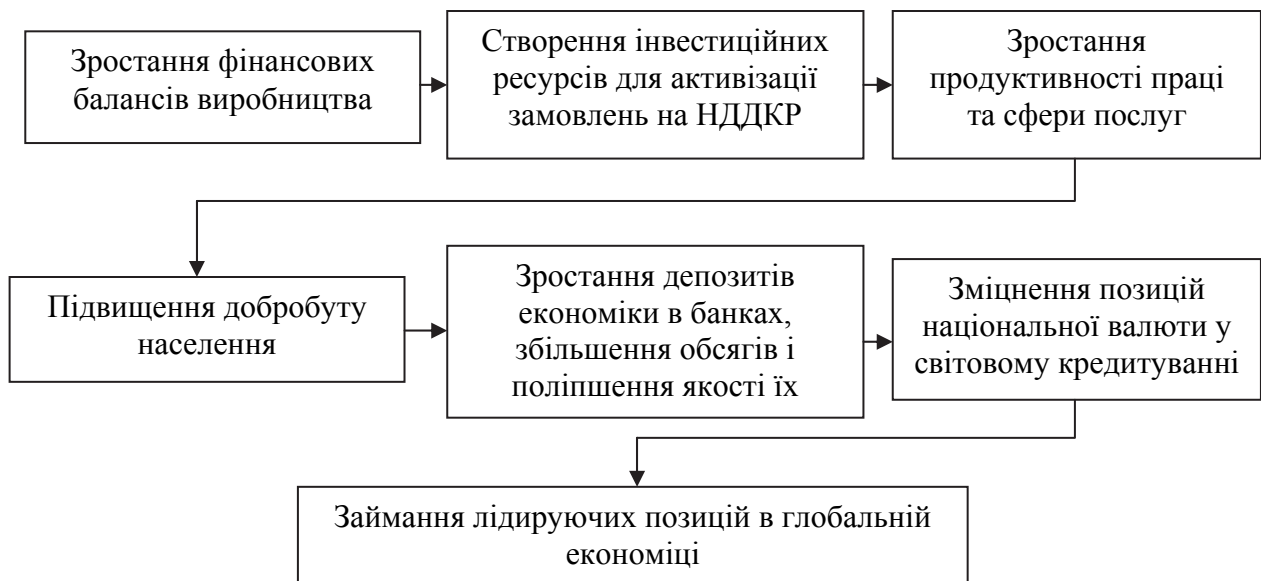 Зростання фінансових
балансів виробництва
Створення інвестиційних
ресурсів для активізації
замовлень на НДДКР
Зростання
продуктивності праці
та сфери послуг
Підвищення добробуту
населення
Зростання депозитів
економіки в банках,
збільшення обсягів і
поліпшення якості їх
Зміцнення позицій
національної валюти у
світовому кредитуванні
Займання лідируючих позицій в глобальній
економіці